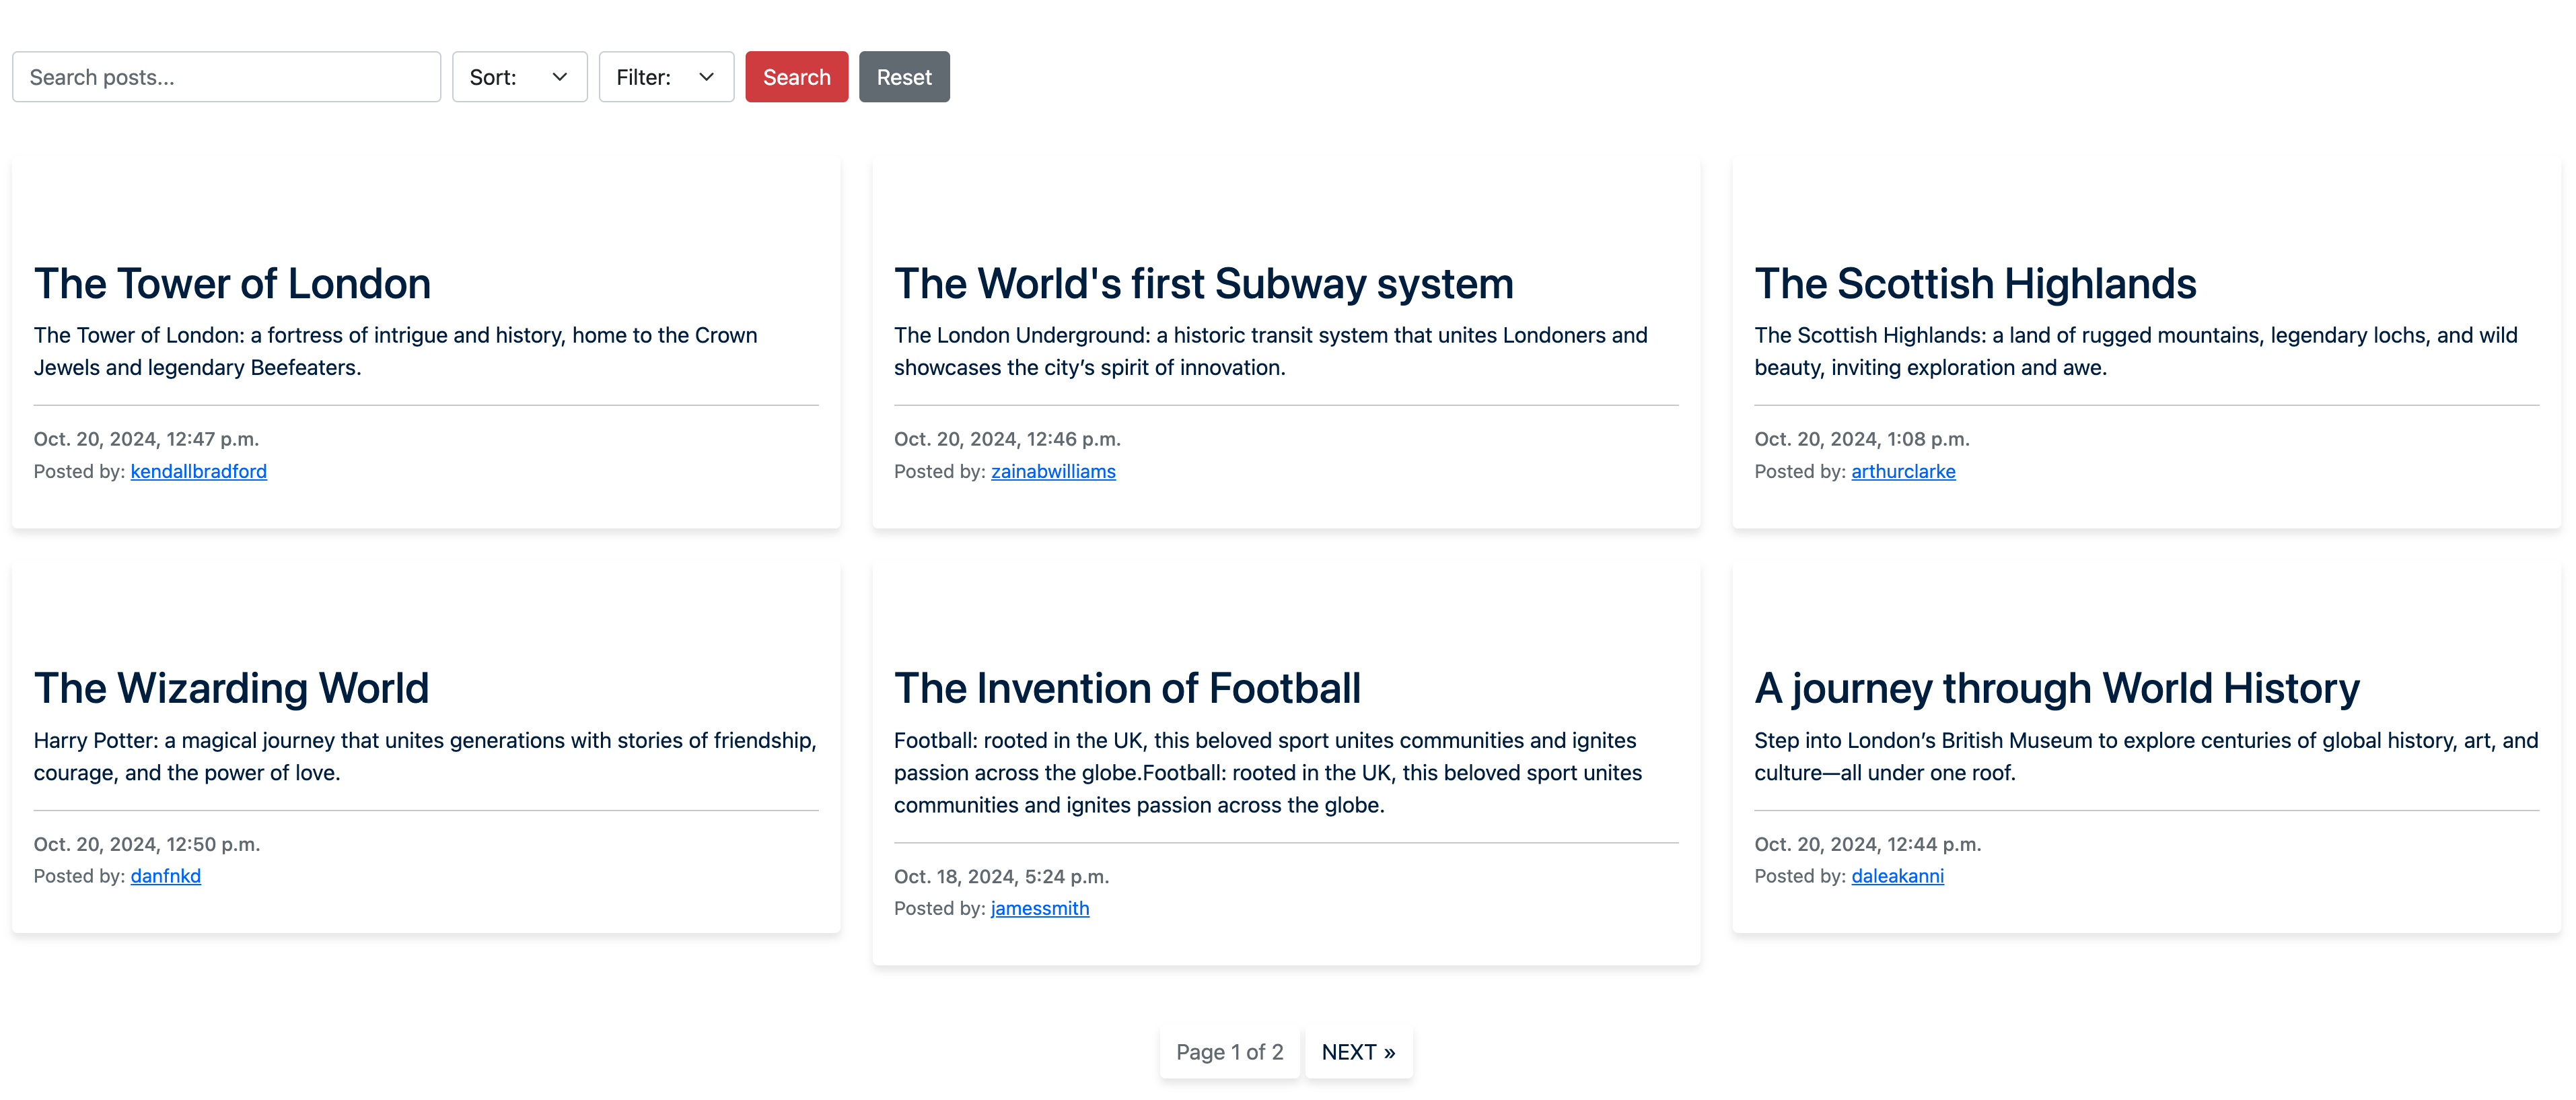 Search posts...
Sort:
Filter:
Search
Reset
The Tower of London
The Tower of London: a fortress of intrigue and history, home to the Crown
Jewels and legendary Beefeaters.
Oct. 20, 2024, 12:47 p.m.
Posted by: kendallbradford
The World's first Subway system
The London Underground: a historic transit system that unites Londoners and
showcases the city’s spirit of innovation.
Oct. 20, 2024, 12:46 p.m.
Posted by: zainabwilliams
The Scottish Highlands
The Scottish Highlands: a land of rugged mountains, legendary lochs, and wild
beauty, inviting exploration and awe.
Oct. 20, 2024, 1:08 p.m.
Posted by: arthurclarke
The Wizarding World
Harry Potter: a magical journey that unites generations with stories of friendship,
courage, and the power of love.
Oct. 20, 2024, 12:50 p.m.
Posted by: danfnkd
The Invention of Football
Football: rooted in the UK, this beloved sport unites communities and ignites
passion across the globe.Football: rooted in the UK, this beloved sport unites
communities and ignites passion across the globe.
Oct. 18, 2024, 5:24 p.m.
Posted by: jamessmith
A journey through World History
Step into London’s British Museum to explore centuries of global history, art, and
culture—all under one roof.
Oct. 20, 2024, 12:44 p.m.
Posted by: daleakanni
Page 1 of 2
NEXT »